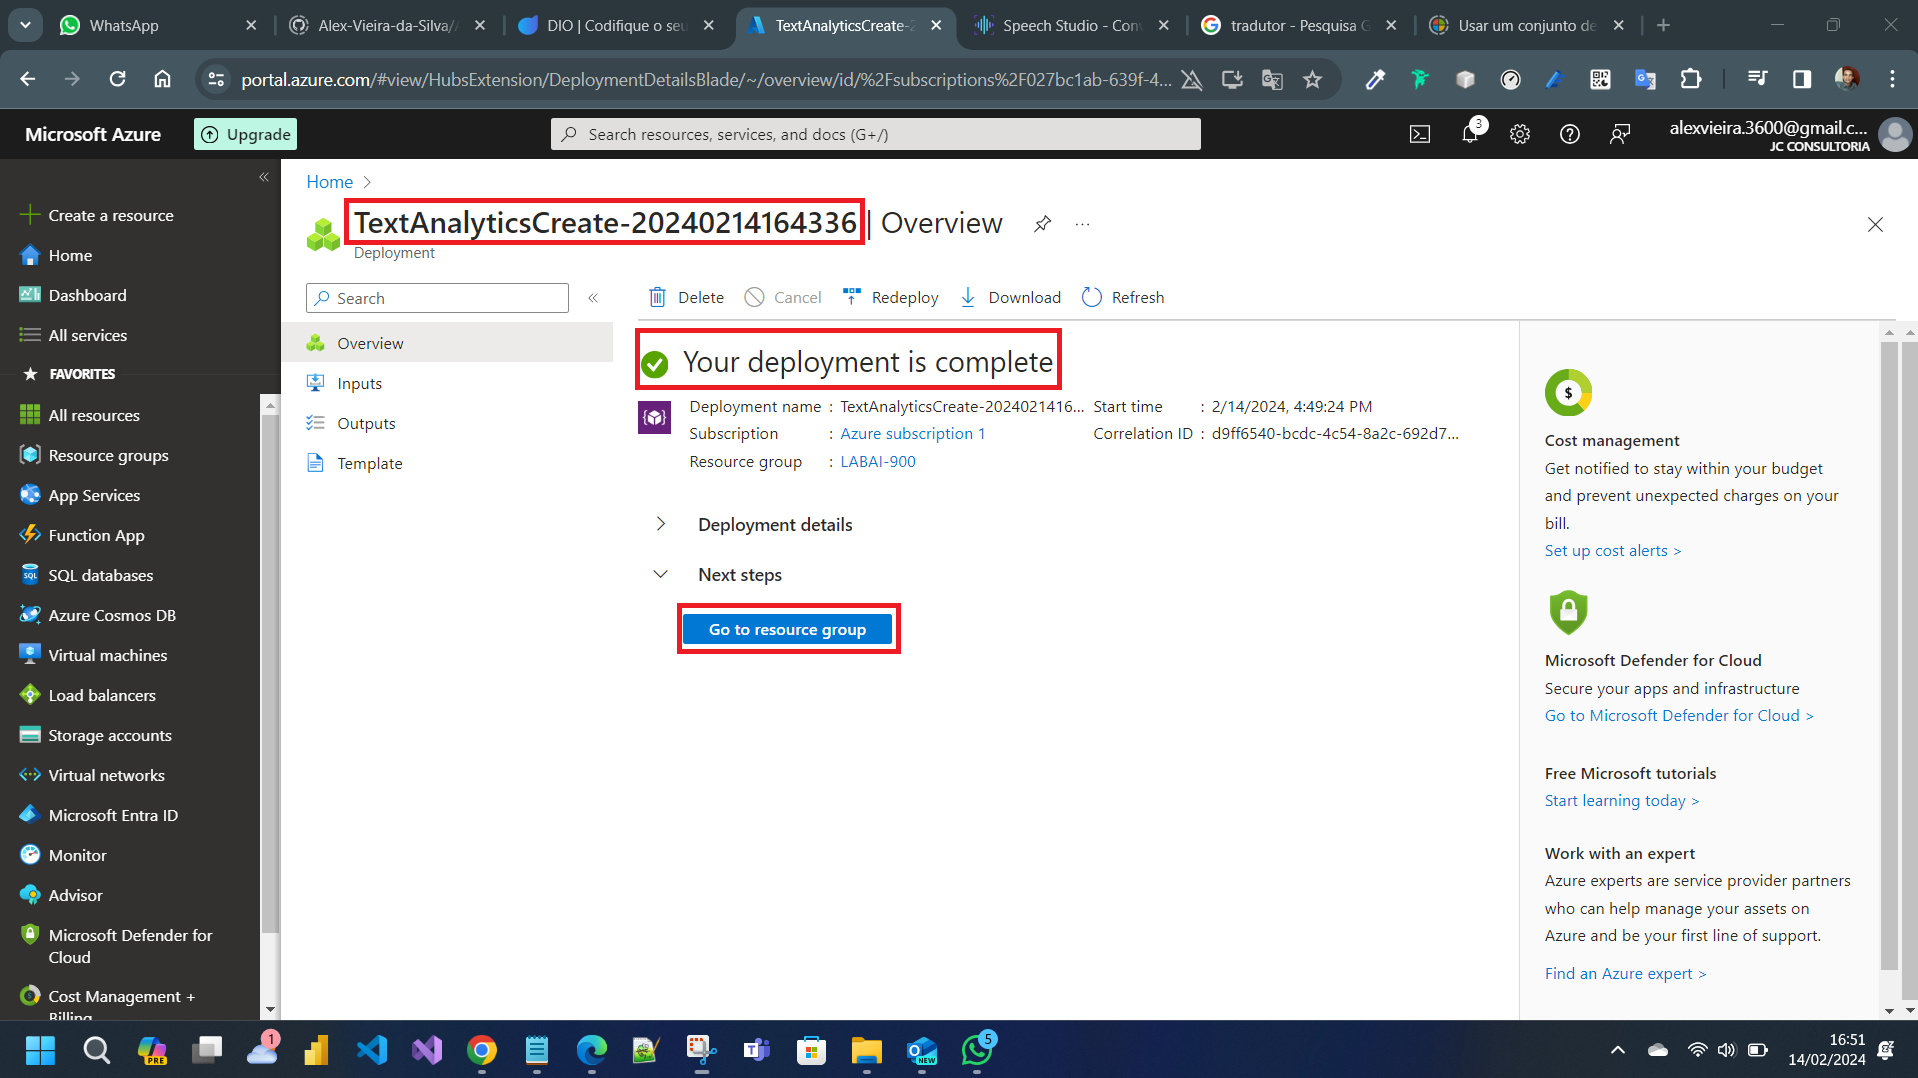 WhatsApp
Alex-Vieira-da-Silva/
DIO | Codifique o seu
TextAnalyticsCreate-2
Speech Studio - Con
tradutor - Pesquisa G
Usar um conjunto de
portal.azure.com/#view/HubsExtension/DeploymentDetailsBlade/~/overview/id/%2Fsubscriptions%2F027bc1ab-639f-4...
Microsoft Azure
Upgrade
Search resources, services, and docs (G+/)
3
alexvieira.3600@gmail.c...
JC CONSULTORIA
Create a resource
Home
Dashboard
All services
FAVORITES
All resources
Resource groups
App Services
Function App
SQL databases
Azure Cosmos DB
Virtual machines
Load balancers
Storage accounts
Virtual networks
Microsoft Entra ID
Monitor
Advisor
Microsoft Defender for
Cloud
Cost Management +
Billing
Home >
TextAnalyticsCreate-20240214164336 | Overview
Deployment
Search
Overview
Inputs
Outputs
Template
Delete
Cancel
Redeploy
Download
Refresh
Your deployment is complete
Deployment name : TextAnalyticsCreate-2024021416...
Subscription : Azure subscription 1
Resource group : LABAI-900
Start time : 2/14/2024, 4:49:24 PM
Correlation ID : d9ff6540-bcdc-4c54-8a2c-692d7...
Deployment details
Next steps
Go to resource group
Cost management
Get notified to stay within your budget
and prevent unexpected charges on your
bill.
Set up cost alerts >
Microsoft Defender for Cloud
Secure your apps and infrastructure
Go to Microsoft Defender for Cloud >
Free Microsoft tutorials
Start learning today >
Work with an expert
Azure experts are service provider partners
who can help manage your assets on
Azure and be your first line of support.
Find an Azure expert >
PRE
1
NEW
5
16:51
14/02/2024